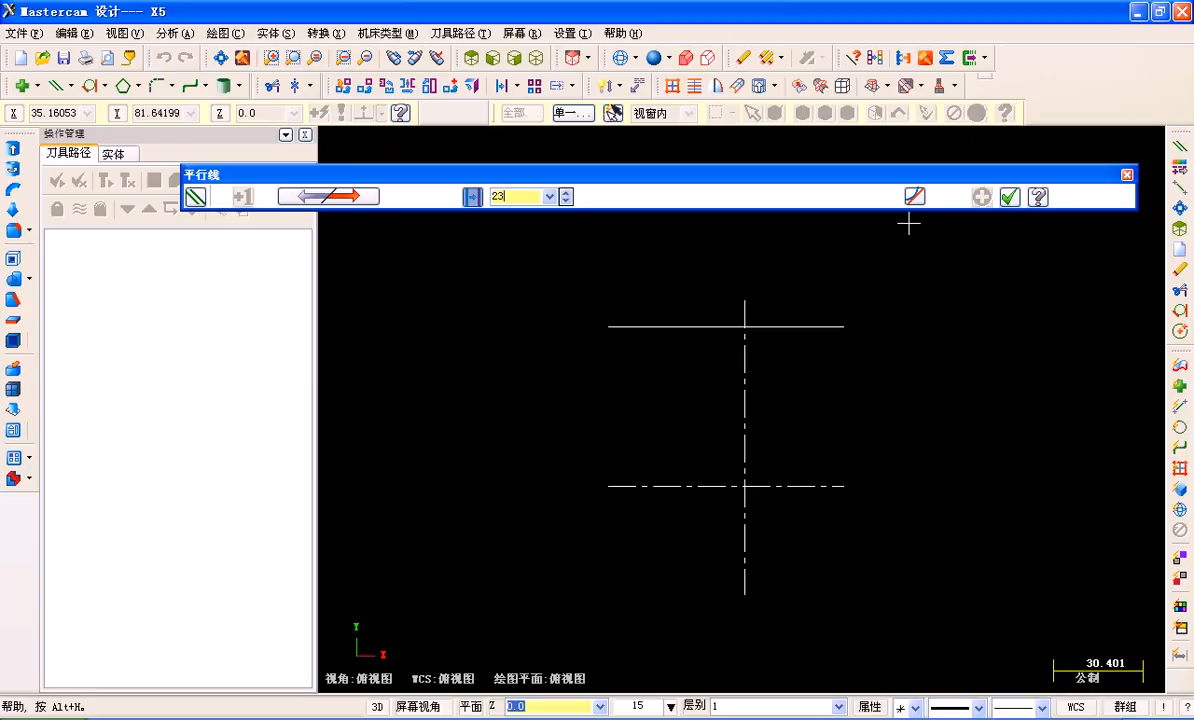 Mastercam 设计--- X5
文件(F) 编辑(E) 视图(V) 分析(A) 绘图(C) 实体(S) 转换(X) 机床类型(M) 刀具路径(T) 屏幕(R) 设置(I) 帮助(H)
X 35.16053 Y 81.64199 Z 0.0 全部... 单一... 视窗内
操作管理
刀具路径 实体
平行线
+1 23
Y
X
视角:俯视图 WCS:俯视图 绘图平面:俯视图
30.401
公制
帮助, 按 Alt+H。 3D 屏幕视角 平面 Z 0.0 15 层别 1 属性 WCS 群组 ! ?